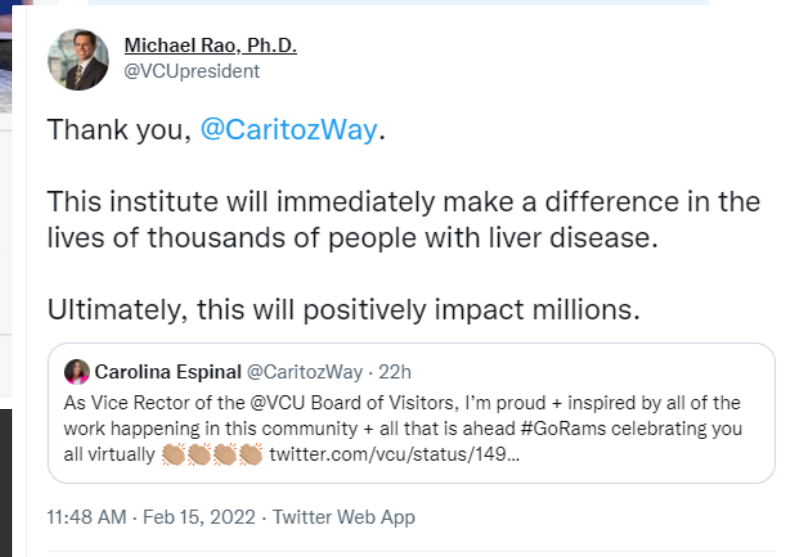 Michael Rao, Ph.D.
@VCUpresident
Thank you, @CaritozWay.
This institute will immediately make a difference in the
lives of thousands of people with liver disease.
Ultimately, this will positively impact millions.
Carolina Espinal @CaritozWay · 22h
As Vice Rector of the @VCU Board of Visitors, I'm proud + inspired by all of the
work happening in this community + all that is ahead #GoRams celebrating you
all virtually 👏🏽👏🏽👏🏽👏🏽 twitter.com/vcu/status/149...
11:48 AM · Feb 15, 2022 · Twitter Web App